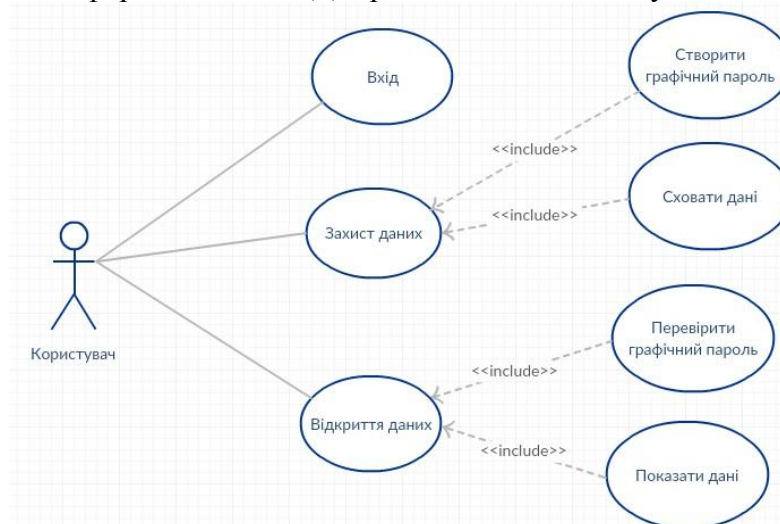 Створити
графічний пароль
Вхід
<<include>>
Сховати дані
<<include>>
Захист даних
Перевірити
графічний пароль
Користувач
<<include>>
Відкриття даних
<<include>>
Показати дані